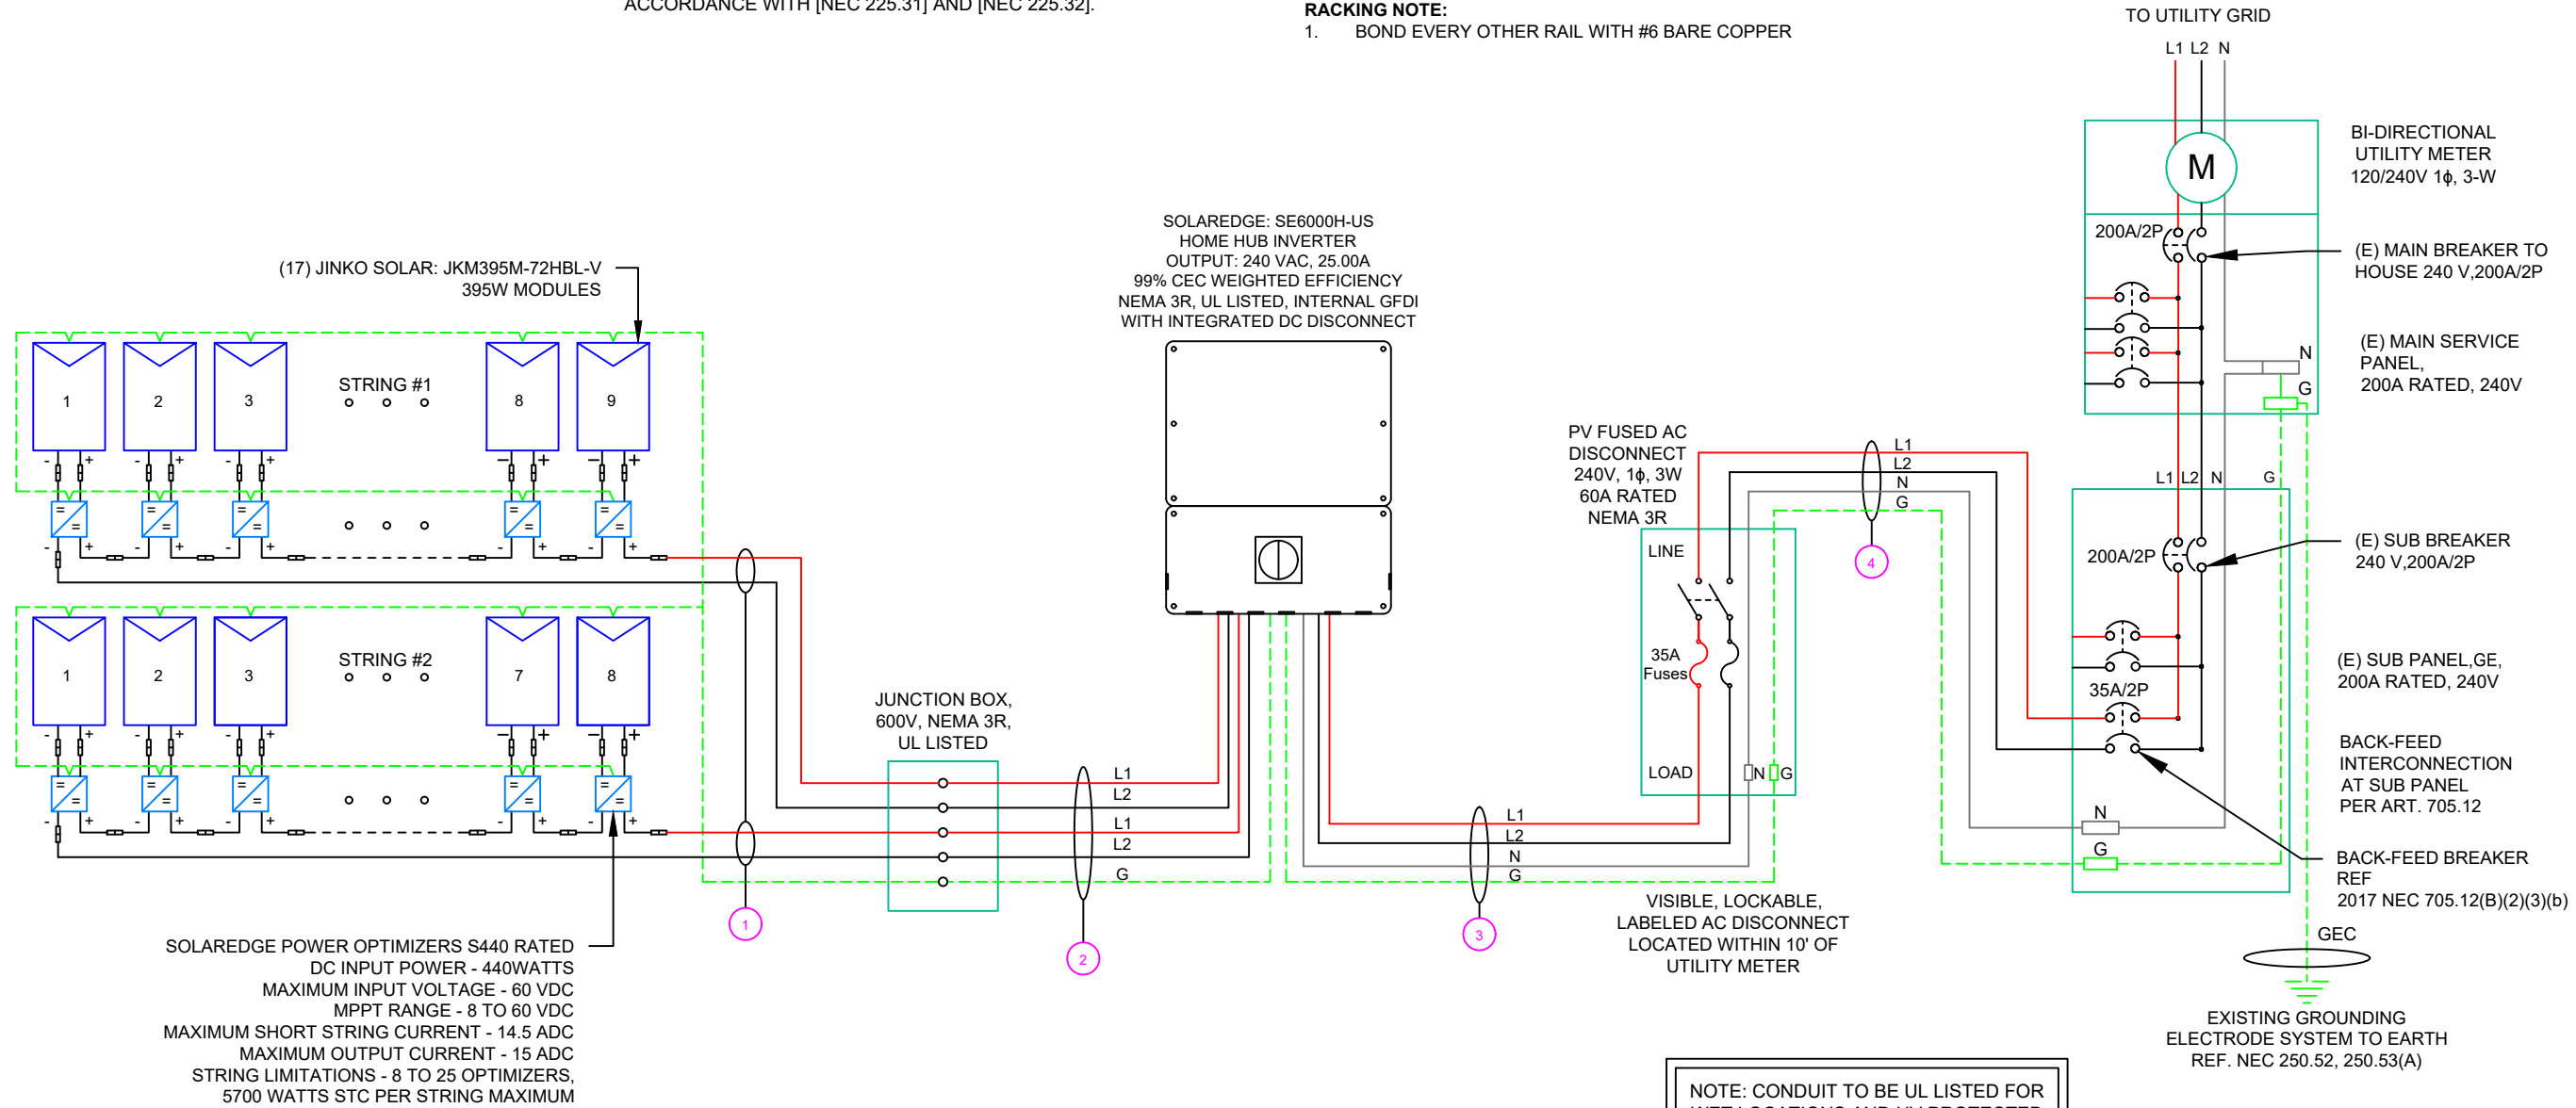 ACCORDANCE WITH [NEC 225.31] AND [NEC 225.32].
RACKING NOTE:
1. BOND EVERY OTHER RAIL WITH #6 BARE COPPER
TO UTILITY GRID
L1 L2 N
M
BI-DIRECTIONAL
UTILITY METER
120/240V 1ϕ, 3-W
200A/2P
(E) MAIN BREAKER TO
HOUSE 240 V,200A/2P
(E) MAIN SERVICE
PANEL,
200A RATED, 240V
N
G
SOLAREDGE: SE6000H-US
HOME HUB INVERTER
OUTPUT: 240 VAC, 25.00A
99% CEC WEIGHTED EFFICIENCY
NEMA 3R, UL LISTED, INTERNAL GFDI
WITH INTEGRATED DC DISCONNECT
(17) JINKO SOLAR: JKM395M-72HBL-V
395W MODULES
STRING #1
1 2 3 8 9
- + - + - + - + - +
- + + + + +
STRING #2
1 2 3 7 8
- + - + - + - + - +
- + + + + +
SOLAREDGE POWER OPTIMIZERS S440 RATED
DC INPUT POWER - 440WATTS
MAXIMUM INPUT VOLTAGE - 60 VDC
MPPT RANGE - 8 TO 60 VDC
MAXIMUM SHORT STRING CURRENT - 14.5 ADC
MAXIMUM OUTPUT CURRENT - 15 ADC
STRING LIMITATIONS - 8 TO 25 OPTIMIZERS,
5700 WATTS STC PER STRING MAXIMUM
1
JUNCTION BOX,
600V, NEMA 3R,
UL LISTED
L1
L2
L1
L2
G
2
L1
L2
N
G
3
PV FUSED AC
DISCONNECT
240V, 1ϕ, 3W
60A RATED
NEMA 3R
LINE
35A
Fuses
LOAD
N G
VISIBLE, LOCKABLE,
LABELED AC DISCONNECT
LOCATED WITHIN 10' OF
UTILITY METER
L1
L2
N
G
4
L1 L2 N G
200A/2P
(E) SUB BREAKER
240 V,200A/2P
35A/2P
(E) SUB PANEL,GE,
200A RATED, 240V
BACK-FEED
INTERCONNECTION
AT SUB PANEL
PER ART. 705.12
N
G
BACK-FEED BREAKER
REF
2017 NEC 705.12(B)(2)(3)(b)
GEC
EXISTING GROUNDING
ELECTRODE SYSTEM TO EARTH
REF. NEC 250.52, 250.53(A)
NOTE: CONDUIT TO BE UL LISTED FOR
WET LOCATIONS AND UV PROTECTED